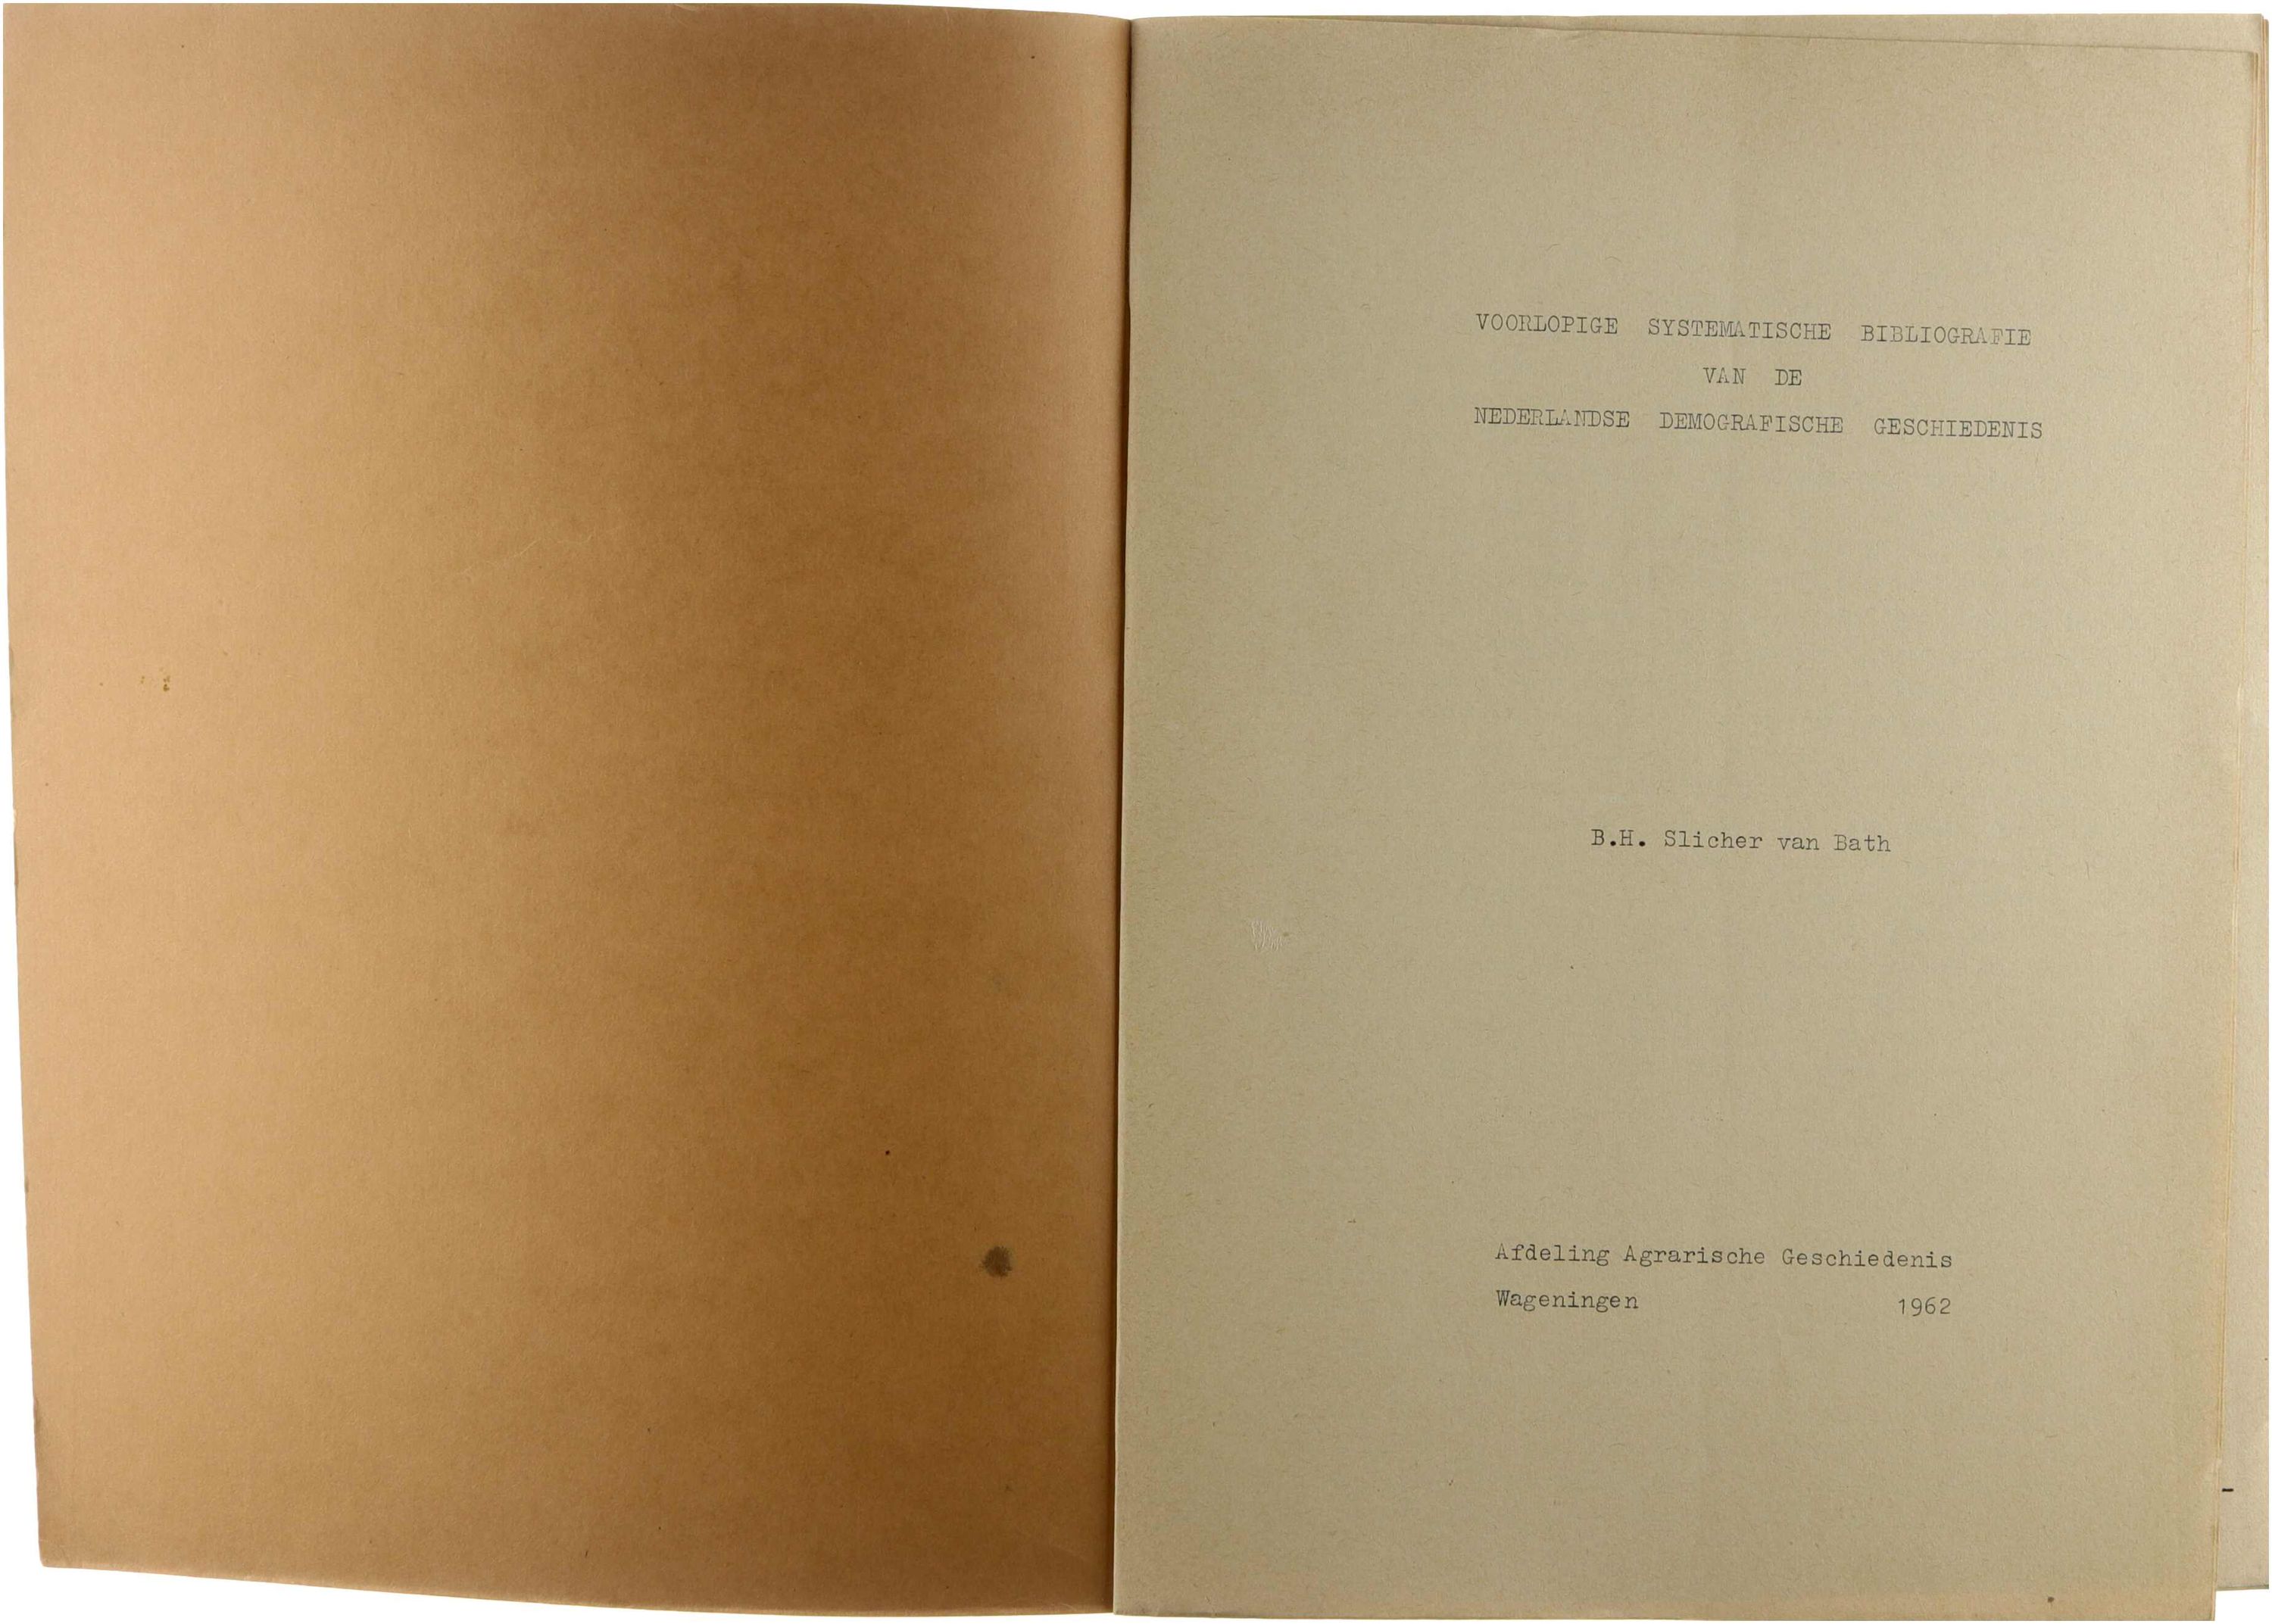 VOORLOPIGE SYSTEMATISCHE BIBLIOGRAFIE
VAN DE
NEDERLANDSE DEMOGRAFISCHE GESCHIEDENIS
B.H. Slicher van Bath
Afdeling Agrarische Geschiedenis
Wageningen 1962